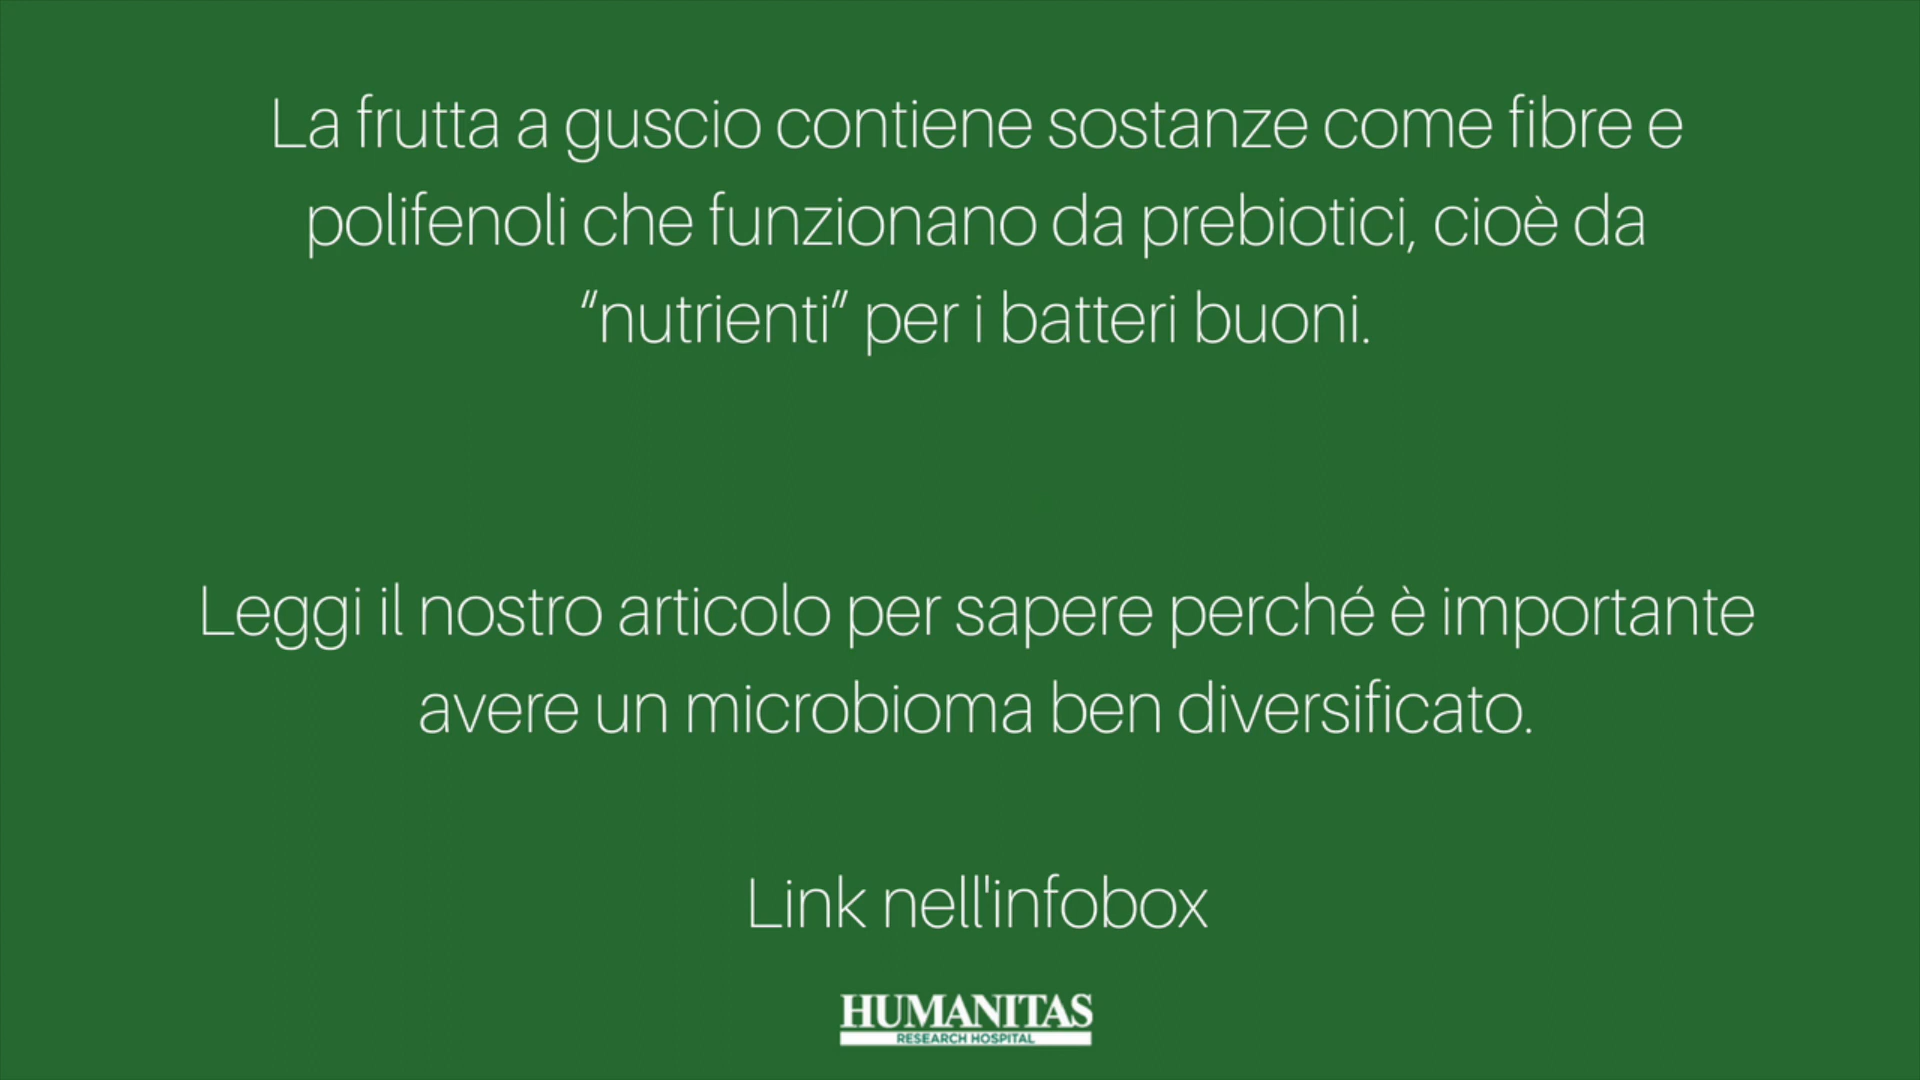 La frutta a guscio contiene sostanze come fibre e
polifenoli che funzionano da prebiotici, cioè da
“nutrienti” per i batteri buoni.
Leggi il nostro articolo per sapere perché è importante
avere un microbioma ben diversificato.
Link nell'infobox
HUMANITAS
RESEARCH HOSPITAL